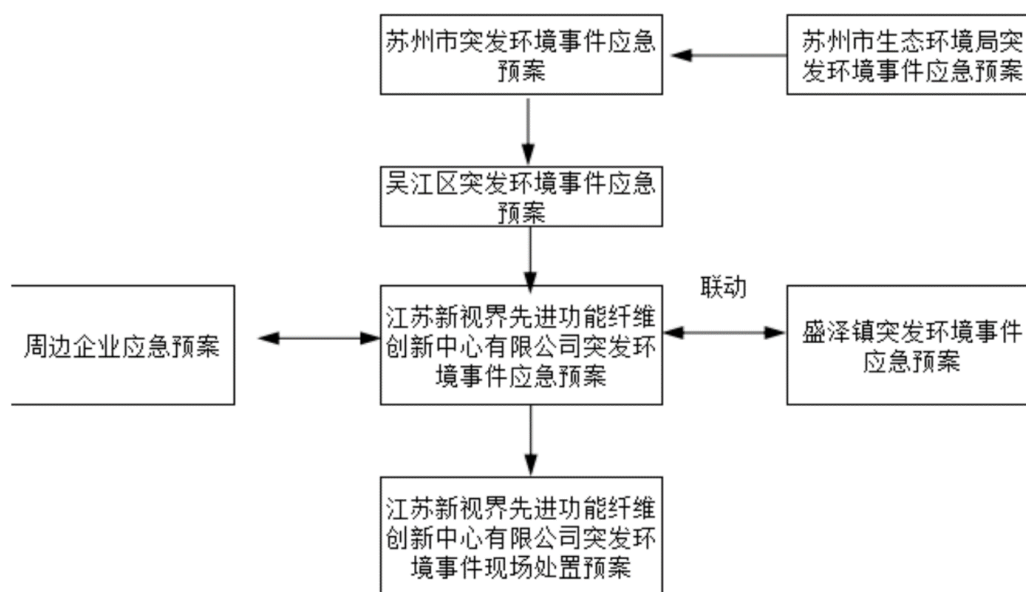 苏州市突发环境事件应急
预案
苏州市生态环境局突
发环境事件应急预案
吴江区突发环境事件应急
预案
周边企业应急预案
江苏新视界先进功能纤维
创新中心有限公司突发环
境事件应急预案
联动
盛泽镇突发环境事件
应急预案
江苏新视界先进功能纤维
创新中心有限公司突发环
境事件现场处置预案